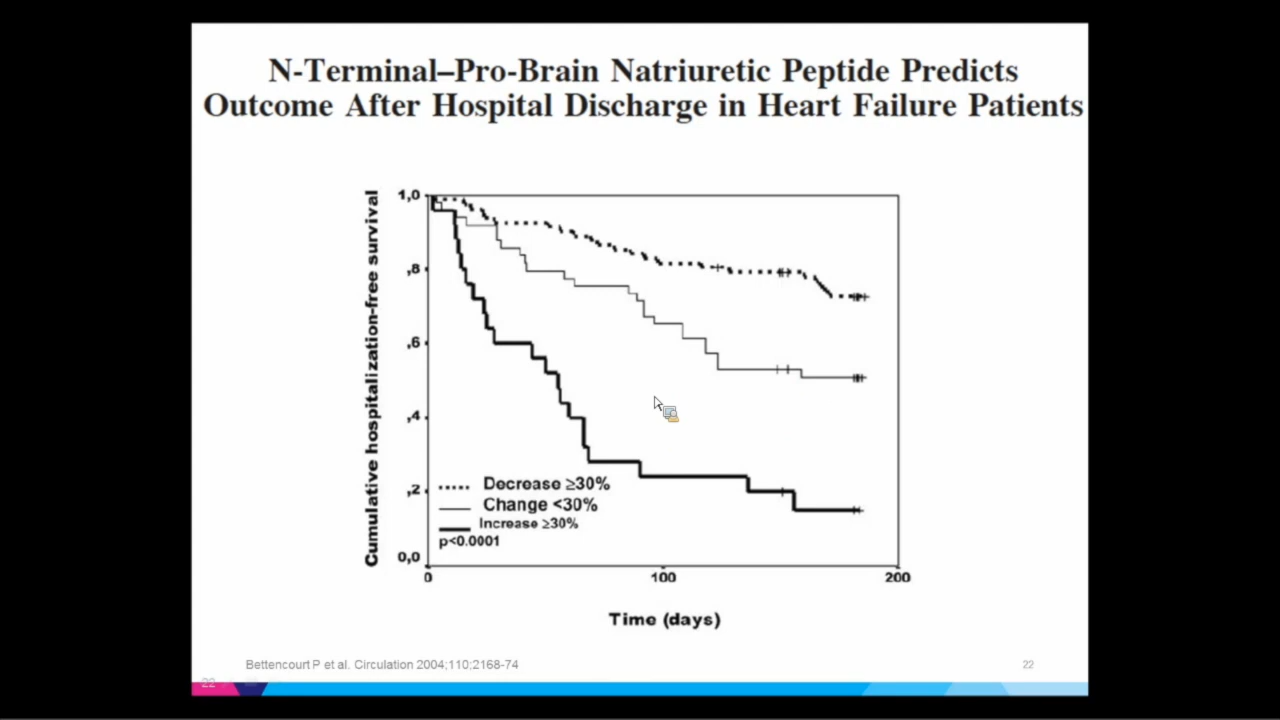 N-Terminal–Pro-Brain Natriuretic Peptide Predicts
Outcome After Hospital Discharge in Heart Failure Patients
Cumulative hospitalization-free survival
1,0
,8
,6
,4
,2
0,0
Decrease ≥30%
Change <30%
Increase ≥30%
p<0.0001
0
100
200
Time (days)
Bettencourt P et al. Circulation 2004;110;2168-74
22
22